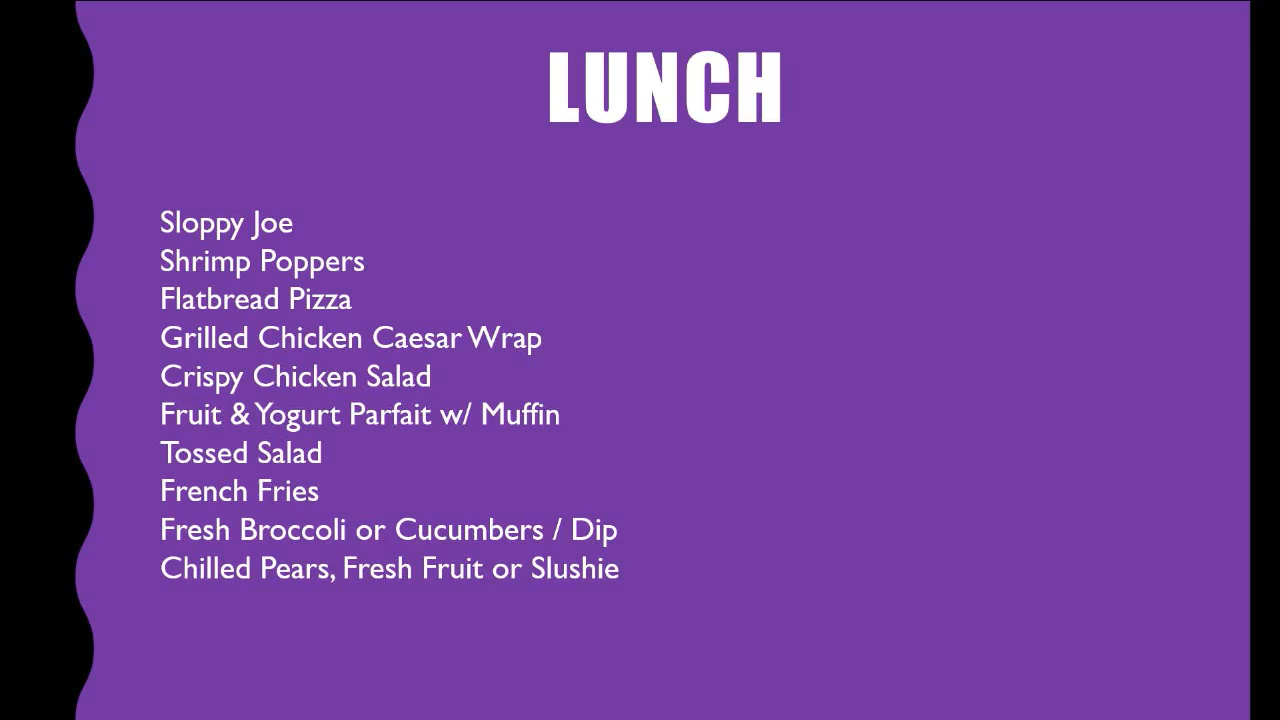 LUNCH
Sloppy Joe
Shrimp Poppers
Flatbread Pizza
Grilled Chicken Caesar Wrap
Crispy Chicken Salad
Fruit & Yogurt Parfait w/ Muffin
Tossed Salad
French Fries
Fresh Broccoli or Cucumbers / Dip
Chilled Pears, Fresh Fruit or Slushie